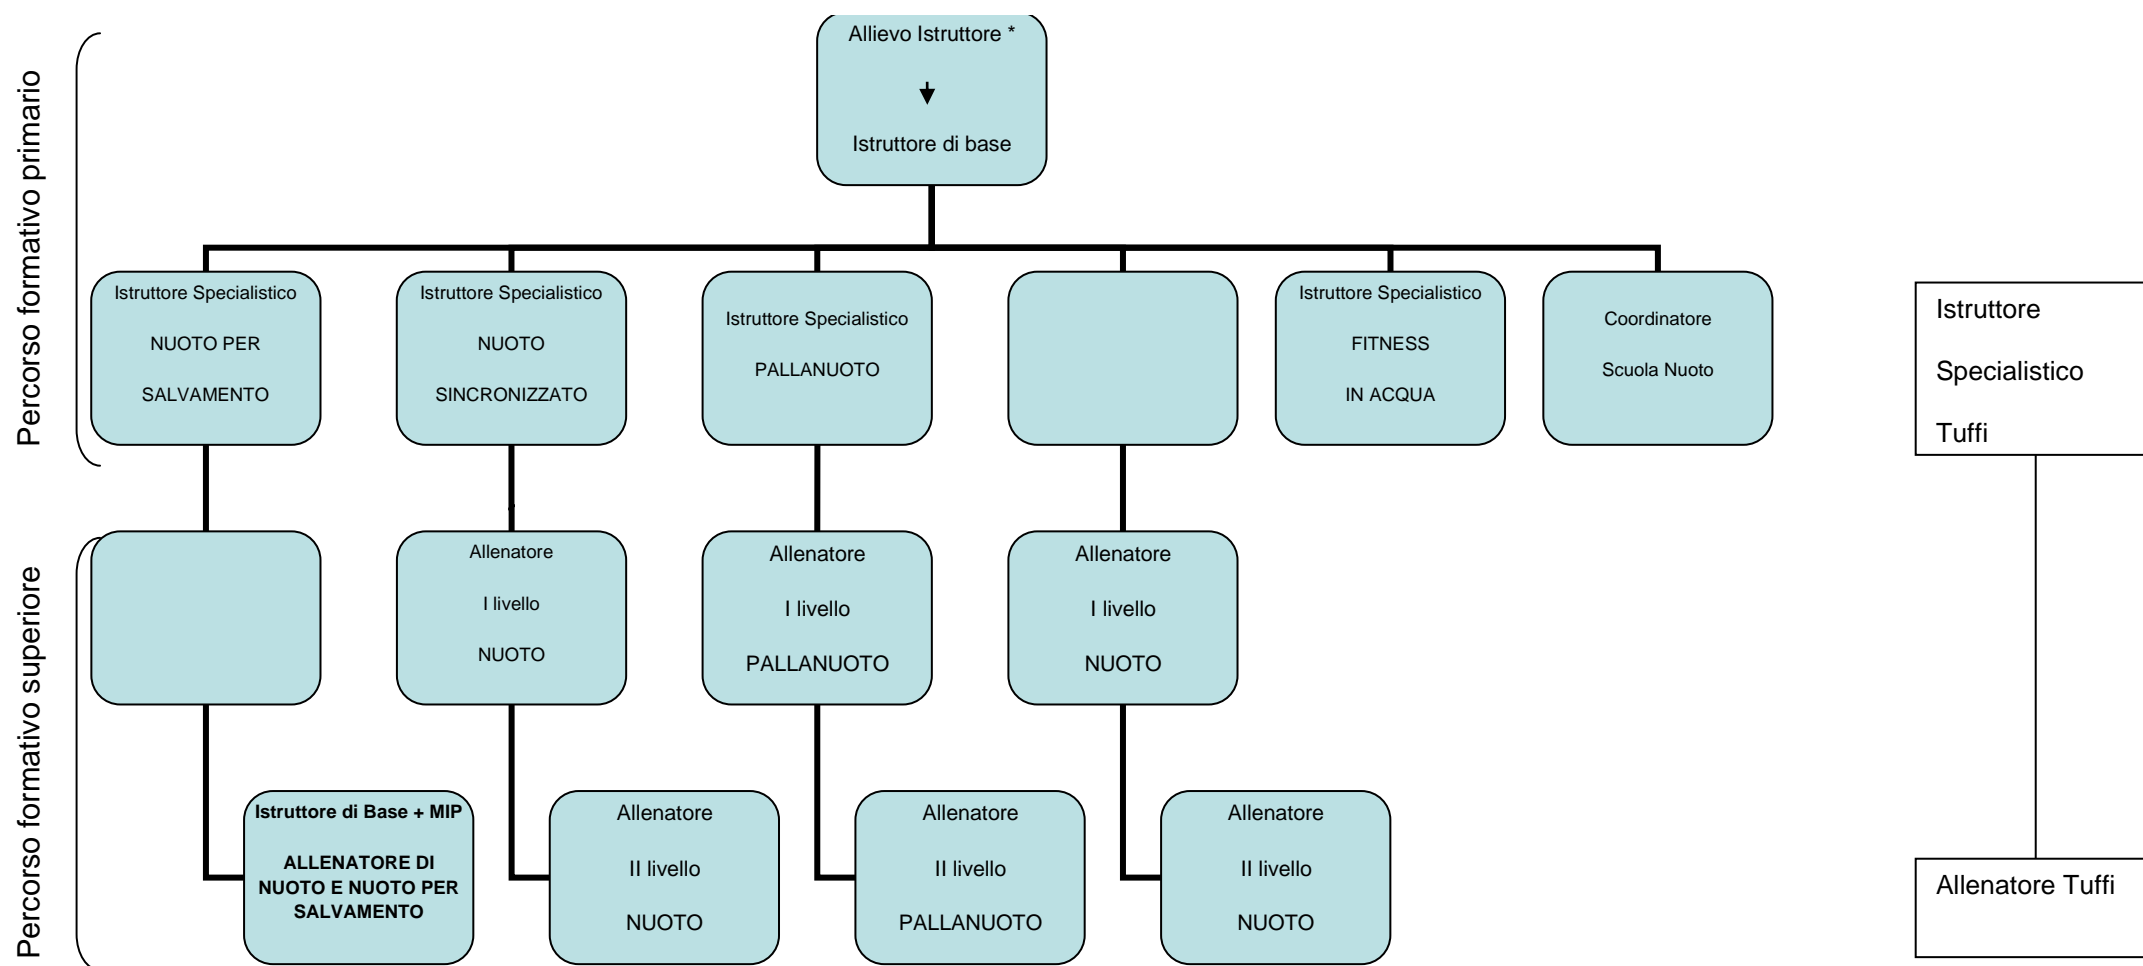 Allievo Istruttore *
Istruttore di base
Percorso formativo primario
Istruttore Specialistico
NUOTO PER
SALVAMENTO
Istruttore Specialistico
NUOTO
SINCRONIZZATO
Istruttore Specialistico
PALLANUOTO
Istruttore Specialistico
FITNESS
IN ACQUA
Coordinatore
Scuola Nuoto
Istruttore
Specialistico
Tuffi
Percorso formativo superiore
Allenatore
I livello
NUOTO
Allenatore
I livello
PALLANUOTO
Allenatore
I livello
NUOTO
Istruttore di Base + MIP
ALLENATORE DI
NUOTO E NUOTO PER
SALVAMENTO
Allenatore
II livello
NUOTO
Allenatore
II livello
PALLANUOTO
Allenatore
II livello
NUOTO
Allenatore Tuffi